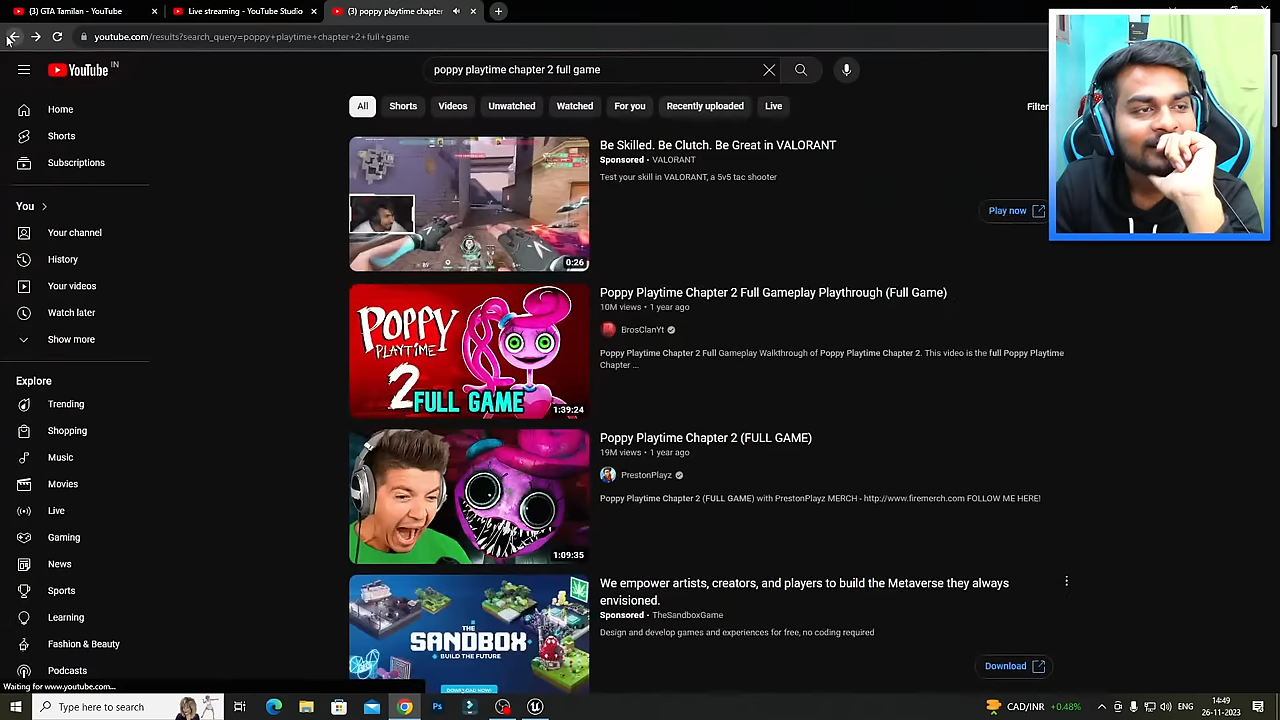 (3) GTA Tamilan - YouTube
Live streaming - YouTube Studio
(3) poppy playtime chapter
youtube.com/results?search_query=poppy+playtime+chapter+2+full+game
YouTube IN
poppy playtime chapter 2 full game
All
Shorts
Videos
Unwatched
Watched
For you
Recently uploaded
Live
Filter
Home
Shorts
Subscriptions
You
Your channel
History
Your videos
Watch later
Show more
Explore
Trending
Shopping
Music
Movies
Live
Gaming
News
Sports
Learning
Fashion & Beauty
Podcasts
0:26
Be Skilled. Be Clutch. Be Great in VALORANT
Sponsored • VALORANT
Test your skill in VALORANT, a 5v5 tac shooter
Play now
POPPY
PLAYTIME
2 FULL GAME
1:39:24
Poppy Playtime Chapter 2 Full Gameplay Playthrough (Full Game)
10M views • 1 year ago
BrosClanYt
Poppy Playtime Chapter 2 Full Gameplay Walkthrough of Poppy Playtime Chapter 2. This video is the full Poppy Playtime
Chapter ...
1:09:35
Poppy Playtime Chapter 2 (FULL GAME)
19M views • 1 year ago
PrestonPlayz
Poppy Playtime Chapter 2 (FULL GAME) with PrestonPlayz MERCH - http://www.firemerch.com FOLLOW ME HERE!
THE
SANDBOX
BUILD THE FUTURE
DOWNLOAD NOW!
We empower artists, creators, and players to build the Metaverse they always
envisioned.
Sponsored • TheSandboxGame
Design and develop games and experiences for free, no coding required
Download
Waiting for www.youtube.com...
Type here to search
Ps
CAD/INR +0.48%
ENG
14:49
26-11-2023